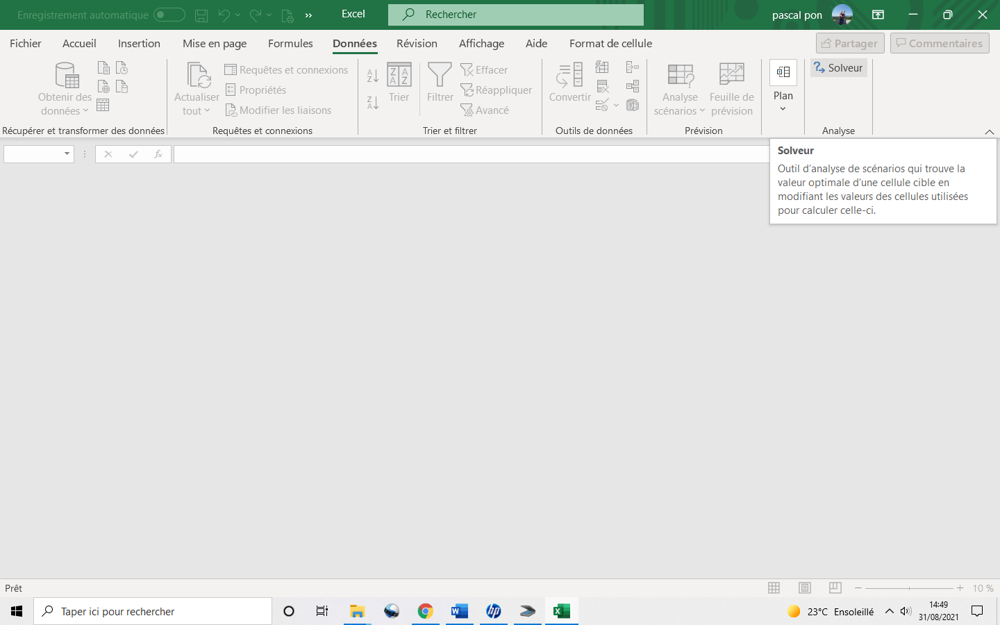 Enregistrement automatique
Excel
Rechercher
pascal pon
Fichier
Accueil
Insertion
Mise en page
Formules
Données
Révision
Affichage
Aide
Format de cellule
Partager
Commentaires
Obtenir des
données
Récupérer et transformer des données
Actualiser
tout
Requêtes et connexions
Propriétés
Modifier les liaisons
Requêtes et connexions
Trier
Filtrer
Effacer
Réappliquer
Avancé
Trier et filtrer
Convertir
Outils de données
Analyse
scénarios
Feuille de
prévision
Prévision
Plan
Solveur
Analyse
Solveur
Outil d’analyse de scénarios qui trouve la
valeur optimale d’une cellule cible en
modifiant les valeurs des cellules utilisées
pour calculer celle-ci.
Prêt
10 %
Taper ici pour rechercher
23°C Ensoleillé
14:49
31/08/2021